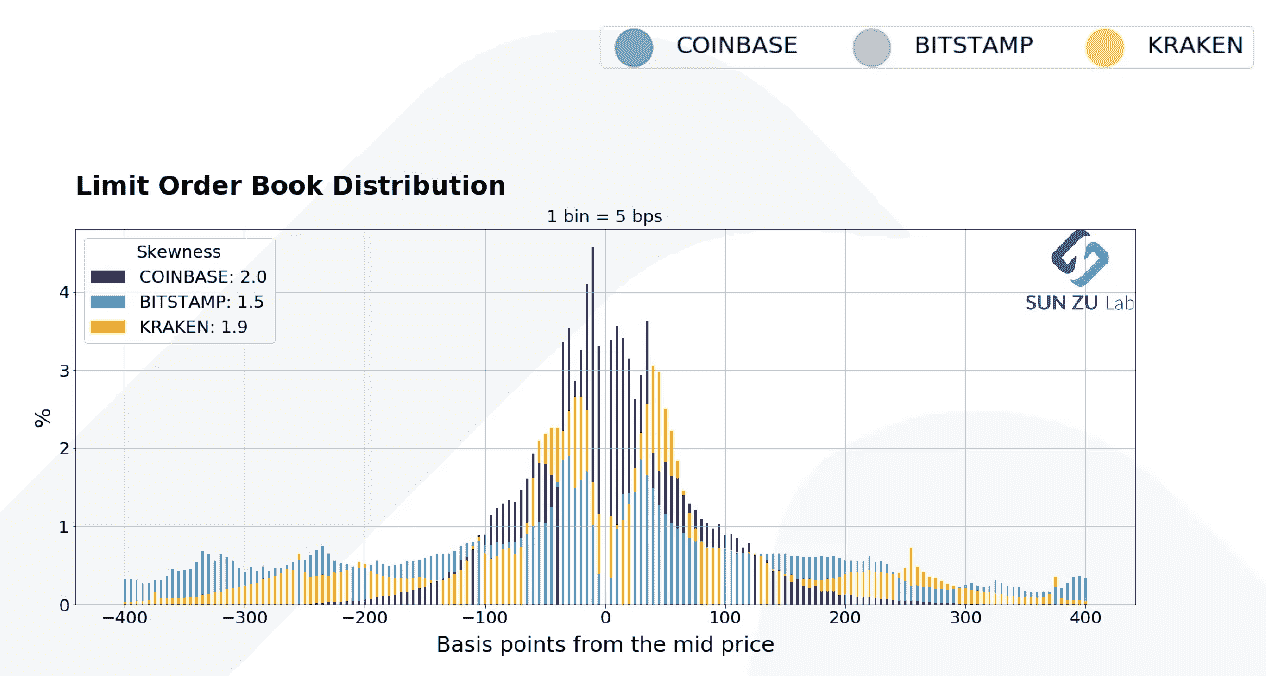 COINBASE BITSTAMP KRAKEN
Limit Order Book Distribution
1 bin = 5 bps
Skewness
COINBASE: 2.0
BITSTAMP: 1.5
KRAKEN: 1.9
SUN ZU Lab
4
3
2
1
0
%
−400 −300 −200 −100 0 100 200 300 400
Basis points from the mid price